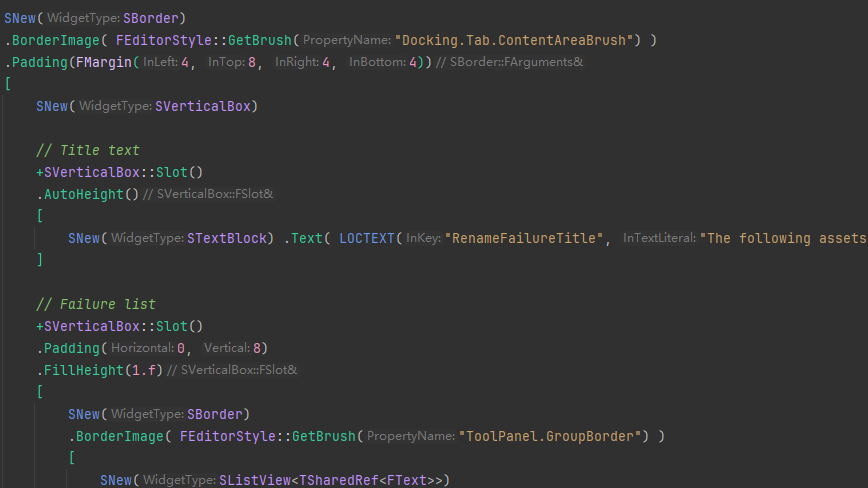 SNew( WidgetType: SBorder)
.BorderImage( FEditorStyle::GetBrush( PropertyName: "Docking.Tab.ContentAreaBrush") )
.Padding(FMargin( InLeft: 4, InTop: 8, InRight: 4, InBottom: 4)) // SBorder::FArguments&
[
SNew( WidgetType: SVerticalBox)
// Title text
+SVerticalBox::Slot()
.AutoHeight() // SVerticalBox::FSlot&
[
SNew( WidgetType: STextBlock) .Text( LOCTEXT( InKey: "RenameFailureTitle", InTextLiteral: "The following assets
]
// Failure list
+SVerticalBox::Slot()
.Padding( Horizontal: 0, Vertical: 8)
.FillHeight(1.f) // SVerticalBox::FSlot&
[
SNew( WidgetType: SBorder)
.BorderImage( FEditorStyle::GetBrush( PropertyName: "ToolPanel.GroupBorder") )
[
SNew( WidgetType: SListView<TSharedRef<FText>>)